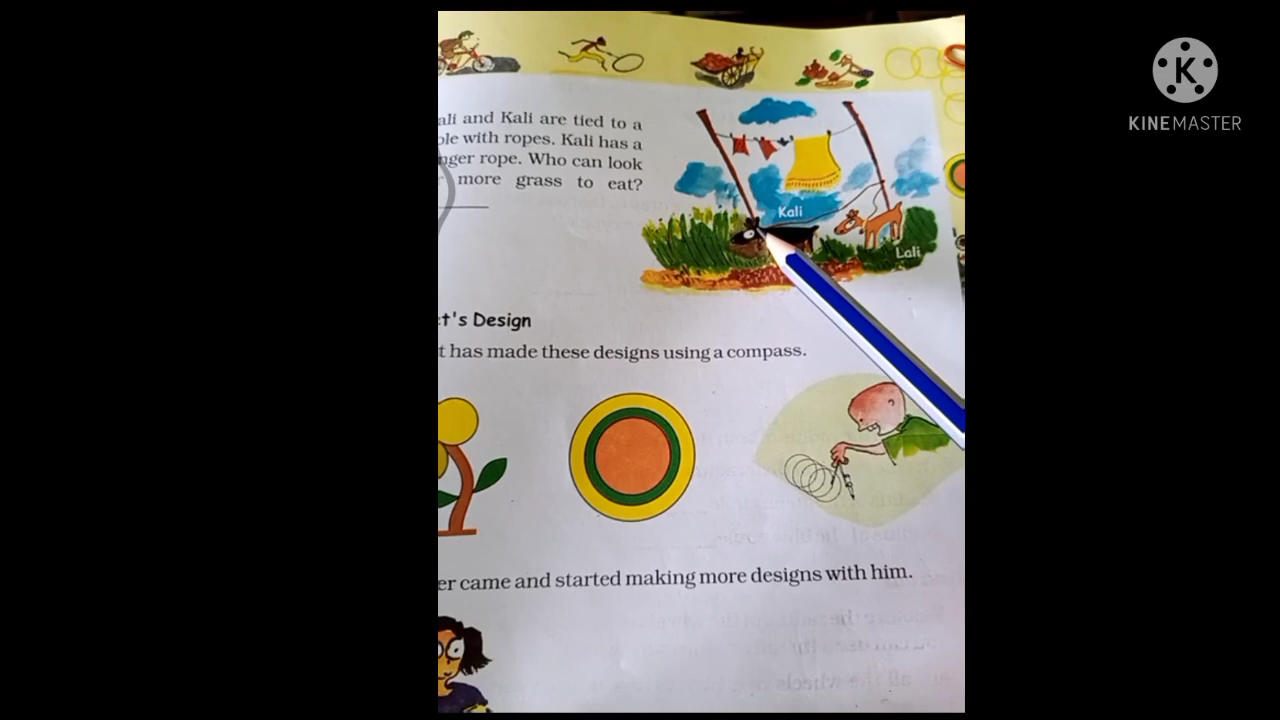 ali and Kali are tied to a
ole with ropes. Kali has a
nger rope. Who can look
r more grass to eat?
Kali
Lali
t's Design
t has made these designs using a compass.
er came and started making more designs with him.
KINEMASTER